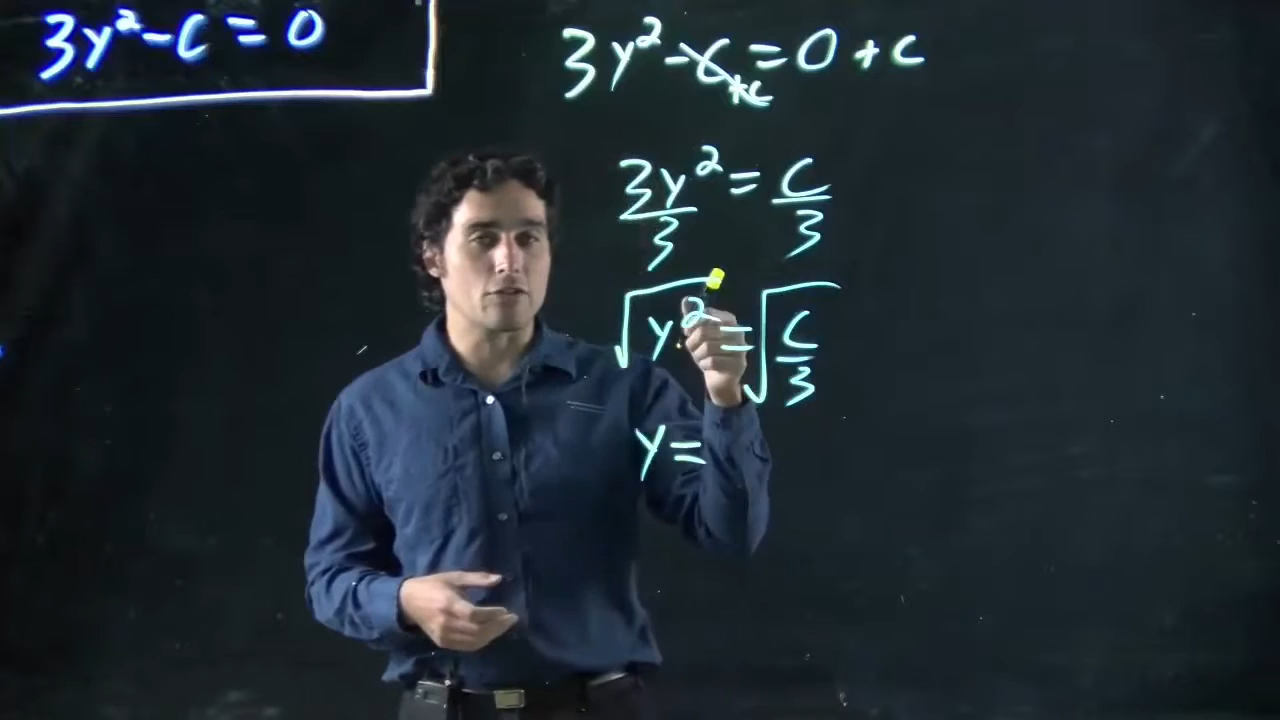 3y² - c = 0
3y² - c + c = 0 + c
3y²/3 = c/3
√y² = √c/3
y =